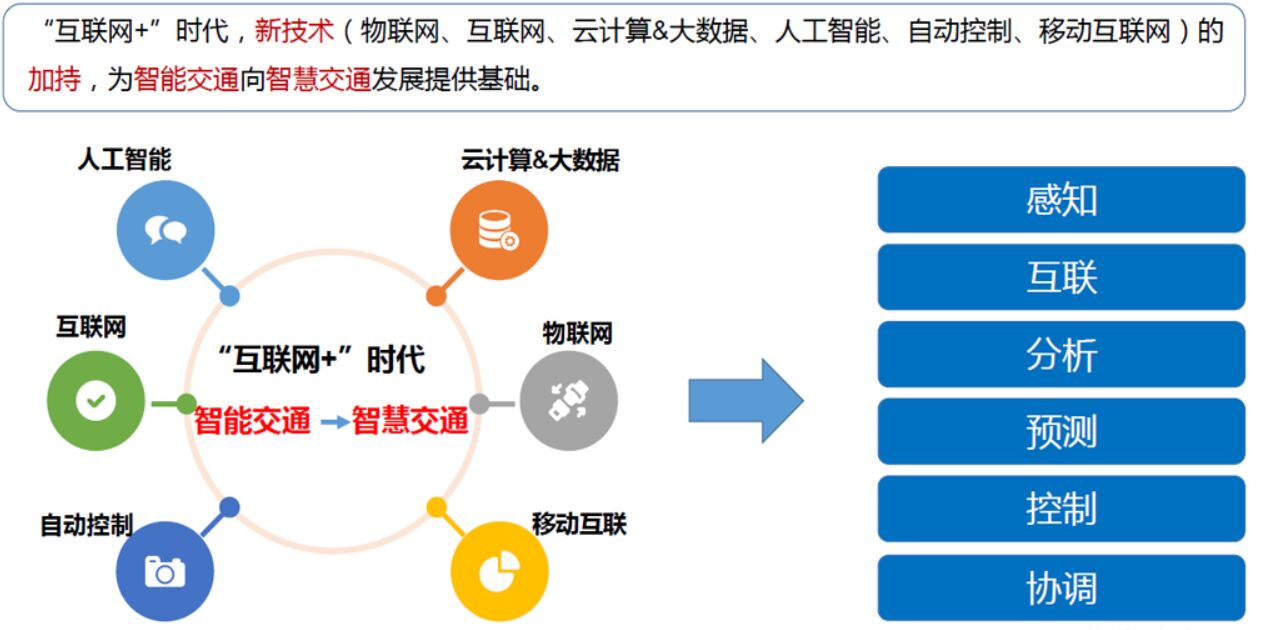 “互联网+”时代，新技术（物联网、互联网、云计算&大数据、人工智能、自动控制、移动互联网）的
加持，为智能交通向智慧交通发展提供基础。
人工智能
云计算&大数据
互联网
物联网
“互联网+”时代
智能交通
智慧交通
自动控制
移动互联
感知
互联
分析
预测
控制
协调